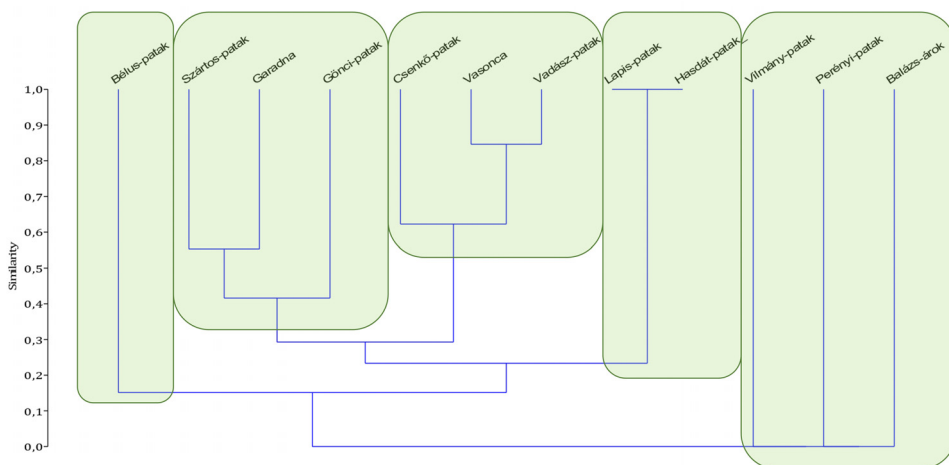 Bélus-patak
Szártos-patak
Garadna
Gönci-patak
Csenkő-patak
Vasonca
Vadász-patak
Lapis-patak
Hasdát-patak_
Vilmány-patak
Perényi-patak
Balázs-árok
1,0
0,9
0,8
0,7
0,6
0,5
0,4
0,3
0,2
0,1
0,0
Similarity